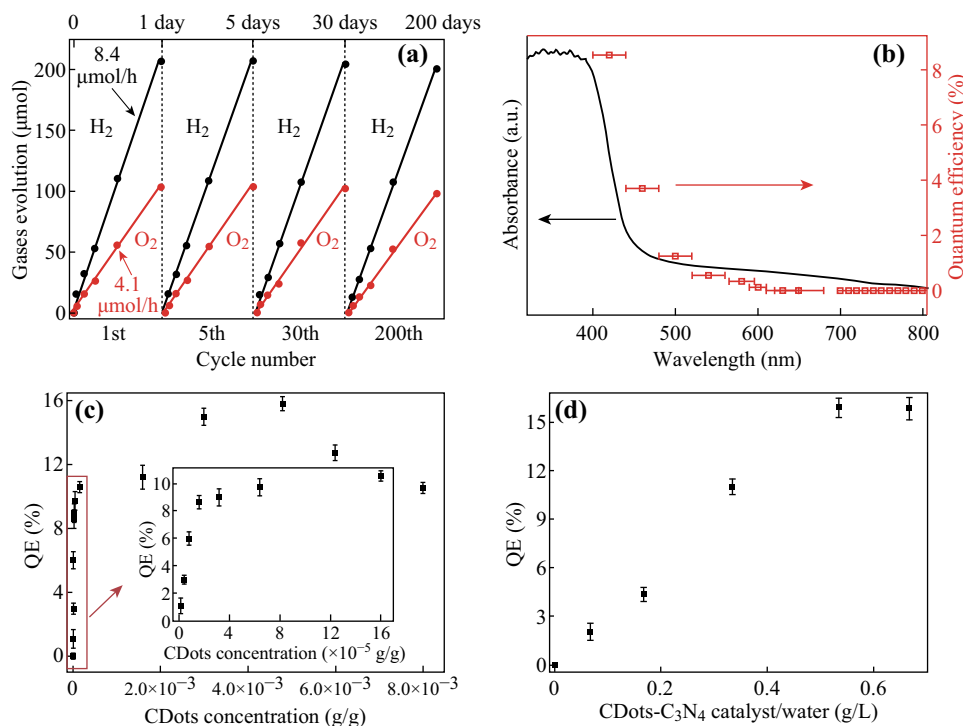 0 1 day 5 days 30 days 200 days
(a)
200
150
100
50
0
Gases evolution (μmol)
8.4
μmol/h
H₂ H₂ H₂ H₂
O₂ O₂ O₂ O₂
4.1
μmol/h
1st 5th 30th 200th
Cycle number
(b)
Absorbance (a.u.)
8
6
4
2
0
Quantum efficiency (%)
400 500 600 700 800
Wavelength (nm)
(c)
16
12
8
4
0
QE (%)
0 2.0×10⁻³ 4.0×10⁻³ 6.0×10⁻³ 8.0×10⁻³
CDots concentration (g/g)
10
8
6
4
2
0
QE (%)
0 4 8 12 16
CDots concentration (×10⁻⁵ g/g)
(d)
15
12
9
6
3
0
QE (%)
0 0.2 0.4 0.6
CDots-C₃N₄ catalyst/water (g/L)